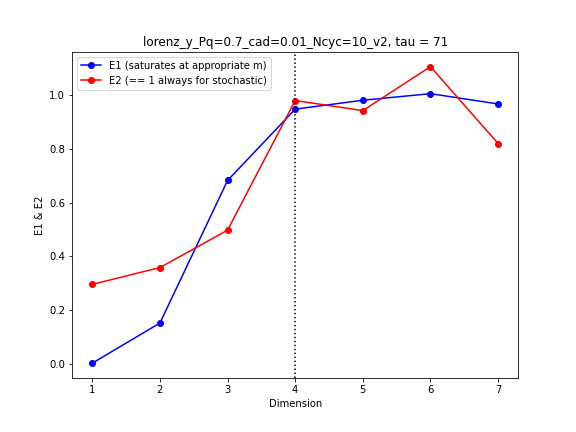 lorenz_y_Pq=0.7_cad=0.01_Ncyc=10_v2, tau = 71
E1 (saturates at appropriate m)
E2 (== 1 always for stochastic)
1.0
0.8
0.6
0.4
0.2
0.0
E1 & E2
1 2 3 4 5 6 7
Dimension